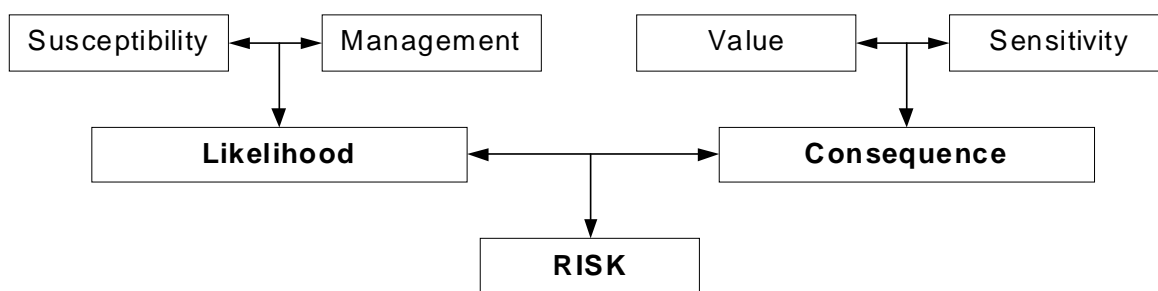 Susceptibility
Management
Value
Sensitivity
Likelihood
Consequence
RISK